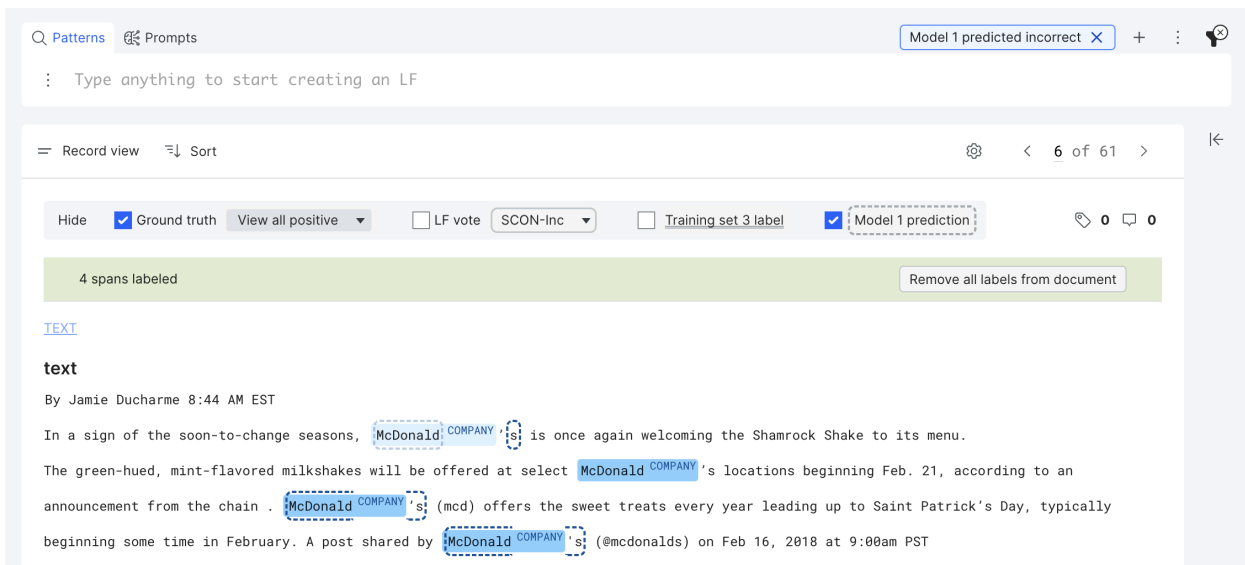 Patterns Prompts Model 1 predicted incorrect
Type anything to start creating an LF
Record view Sort 6 of 61
Hide Ground truth View all positive LF vote SCON-Inc Training set 3 label Model 1 prediction 0 0
4 spans labeled Remove all labels from document
TEXT
text
By Jamie Ducharme 8:44 AM EST
In a sign of the soon-to-change seasons, McDonald COMPANY ’s is once again welcoming the Shamrock Shake to its menu.
The green-hued, mint-flavored milkshakes will be offered at select McDonald COMPANY ’s locations beginning Feb. 21, according to an
announcement from the chain . McDonald COMPANY ’s (mcd) offers the sweet treats every year leading up to Saint Patrick’s Day, typically
beginning some time in February. A post shared by McDonald COMPANY 's (@mcdonalds) on Feb 16, 2018 at 9:00am PST